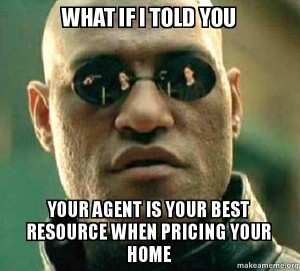 WHAT IF I TOLD YOU
YOUR AGENT IS YOUR BEST
RESOURCE WHEN PRICING YOUR
HOME
makeameme.org